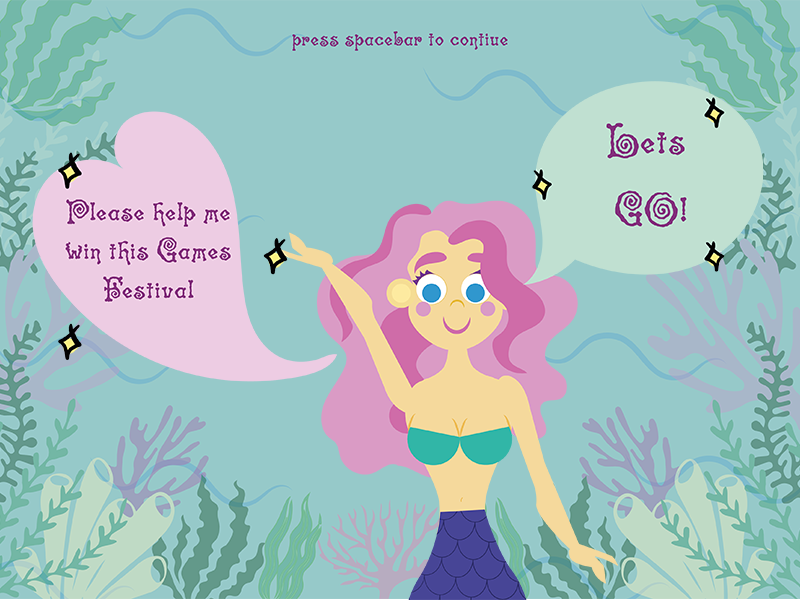 press spacebar to contiue
Please help me
win this Games
Festival
Lets
GO!